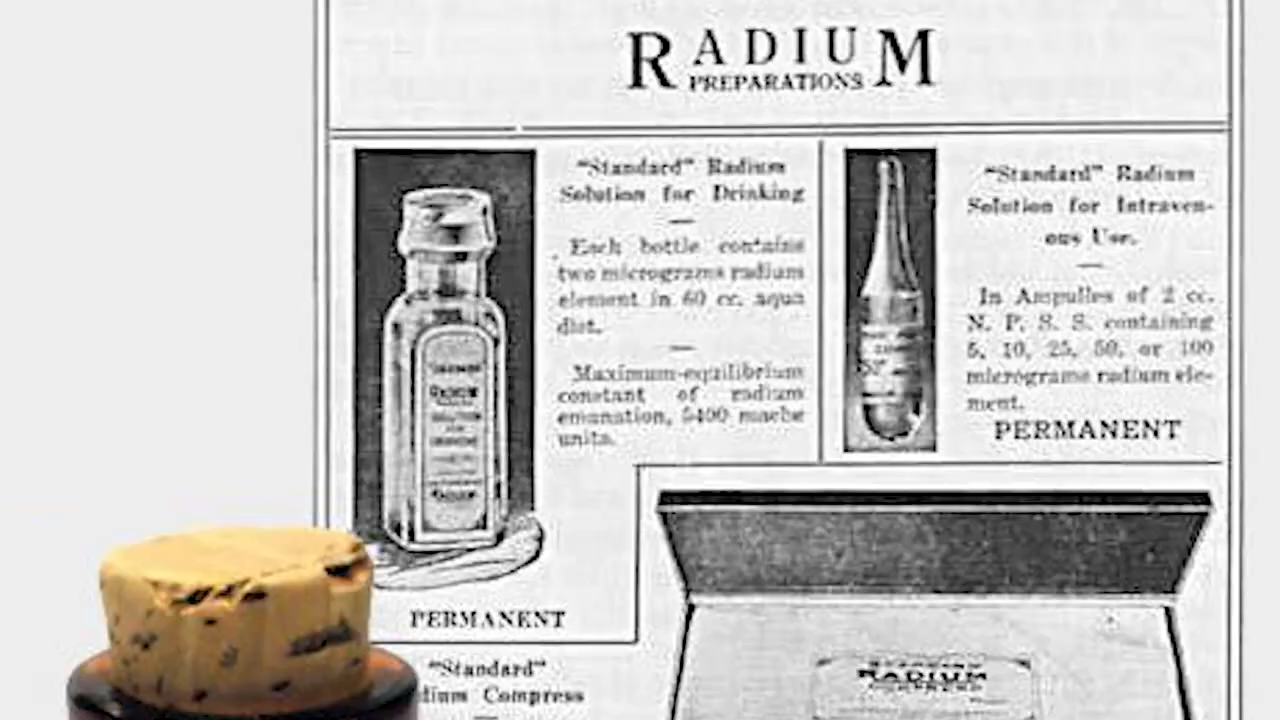 RADIUM
PREPARATIONS
"Standard" Radium
Solution for Drinking
Each bottle contains
two micrograms radium
element in 60 cc. aqua
dist.
Maximum-equilibrium
constant of radium
emanation, 5400 mache
units.
PERMANENT
"Standard" Radium
Solution for Intraven-
ous Use.
In Ampulles of 2 cc.
N. P. S. S. containing
5, 10, 25, 50, or 100
micrograms radium ele-
ment.
PERMANENT
"Standard"
dium Compress
RADIUM
RADIUM
COMPRESS